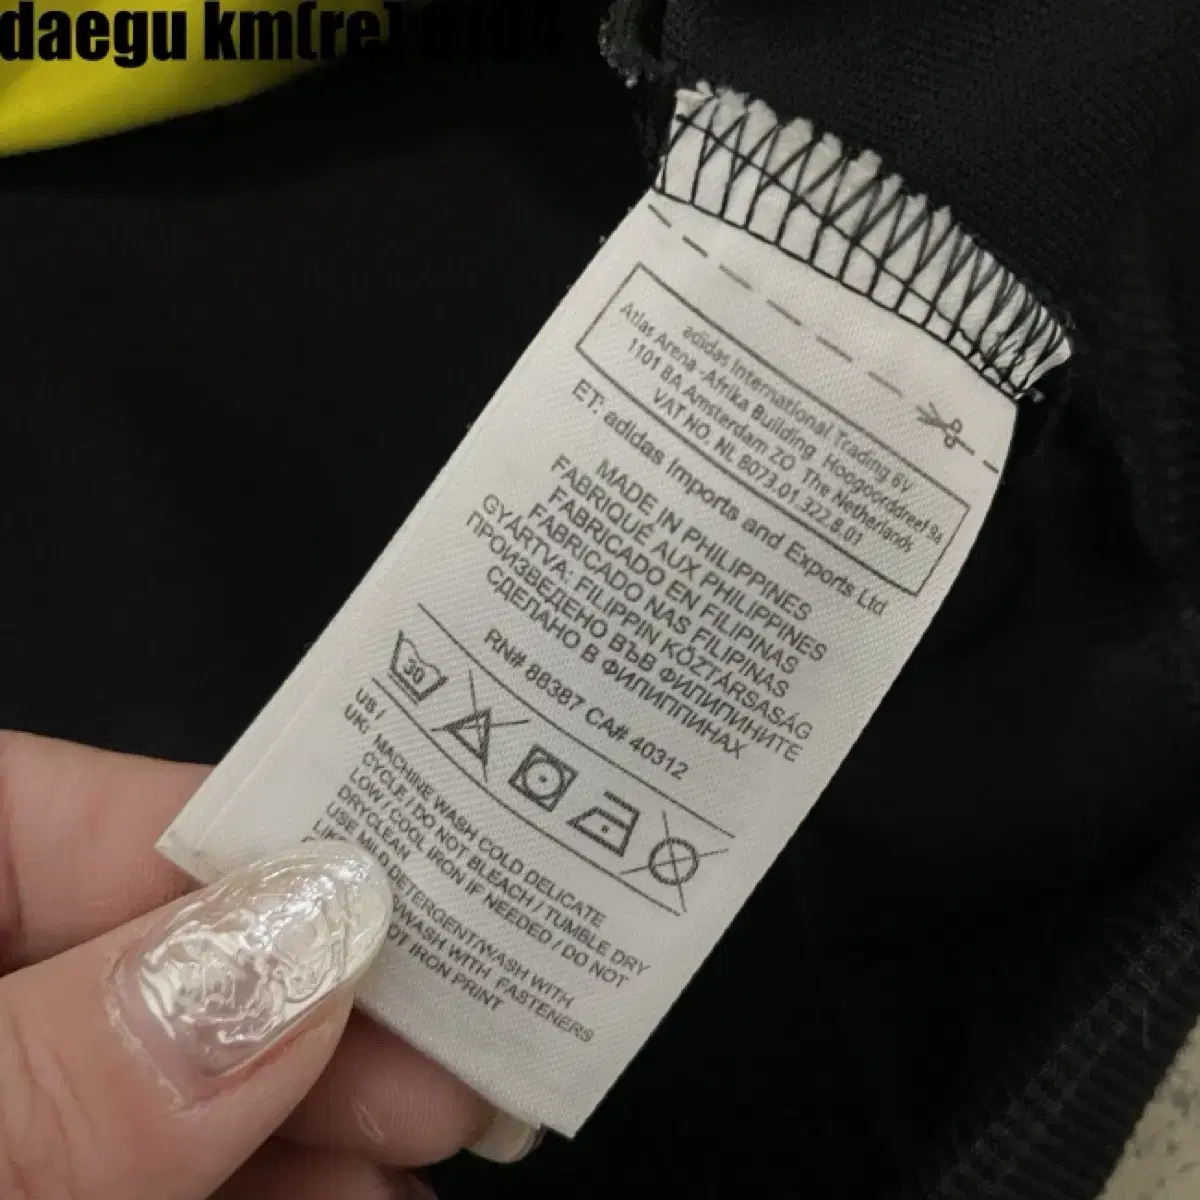 daegu km(re)
adidas International Trading BV
Atlas Arena -Afrika Building Hoogoorddreef 9a
1101 BA Amsterdam ZO The Netherlands
VAT NO. NL 8073.01.322.B.01
ET: adidas Imports and Exports Ltd
MADE IN PHILIPPINES
FABRIQUÉ AUX PHILIPPINES
FABRICADO EN FILIPINAS
FABRICADO NAS FILIPINAS
GYÁRTVA: FILIPPIN KÖZTÁRSASÁG
ПРОИЗВЕДЕНО ВЪВ ФИЛИПИНИТЕ
СДЕЛАНО В ФИЛИППИНАХ
RN# 88387 CA# 40312
30
US /
UK: MACHINE WASH COLD DELICATE
CYCLE / DO NOT BLEACH / TUMBLE DRY
LOW / COOL IRON IF NEEDED / DO NOT
DRYCLEAN
USE MILD DETERGENT/WASH WITH
WASH WITH FASTENERS
IRON PRINT